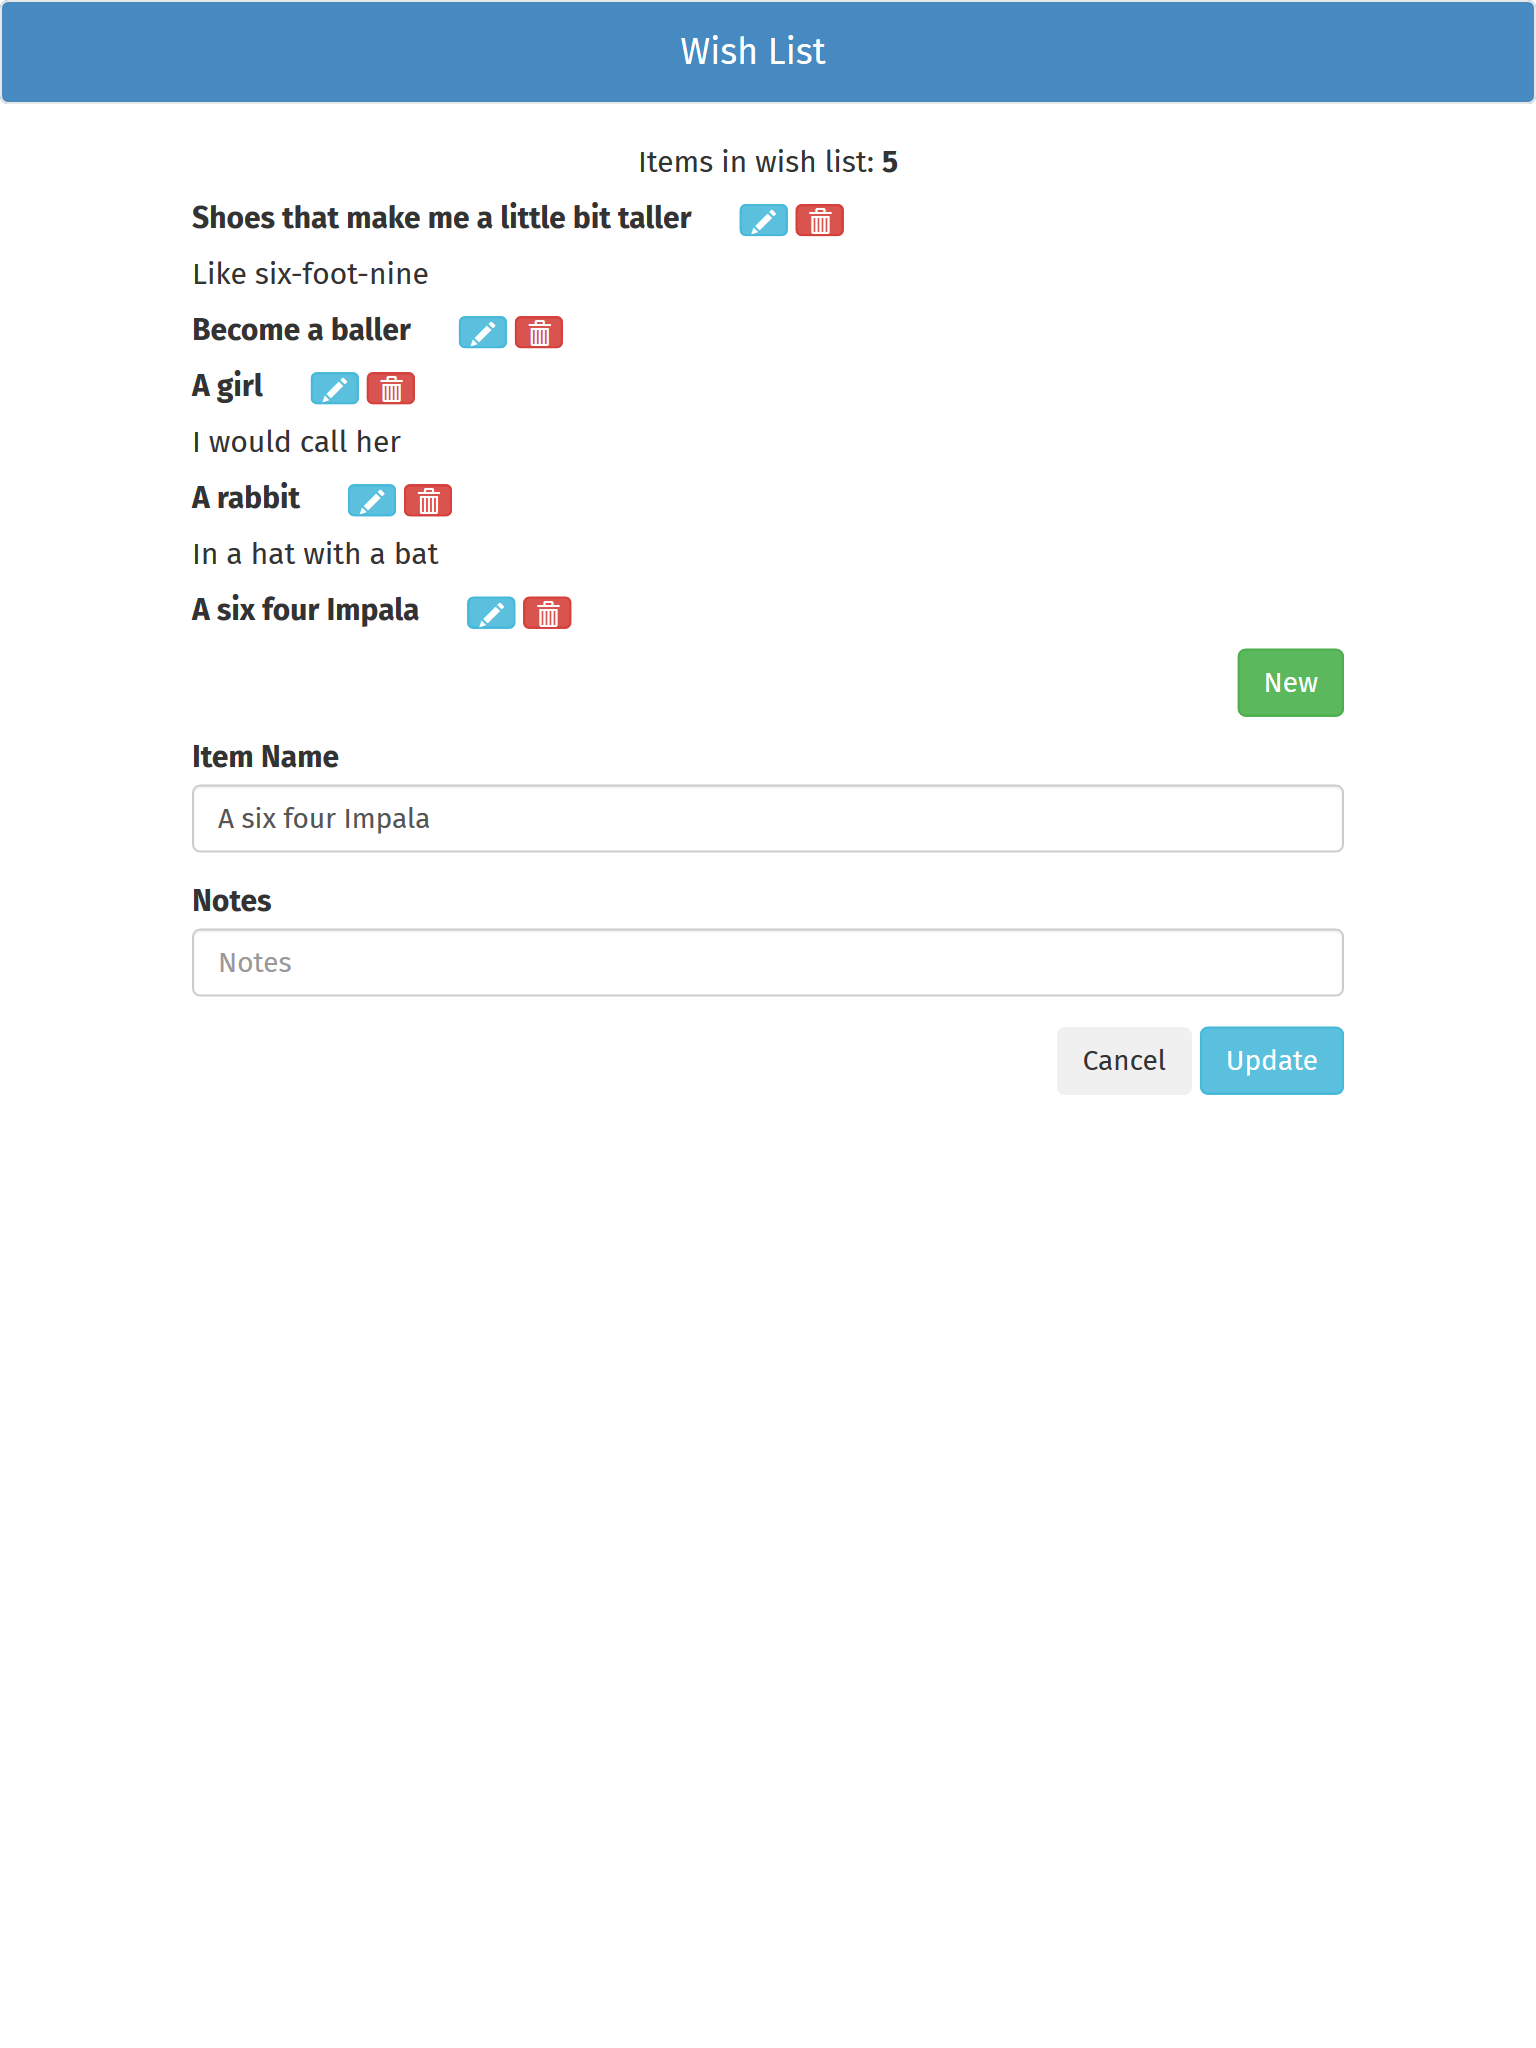 Wish List
Items in wish list: 5
Shoes that make me a little bit taller
Like six-foot-nine
Become a baller
A girl
I would call her
A rabbit
In a hat with a bat
A six four Impala
New
Item Name
A six four Impala
Notes
Notes
Cancel Update